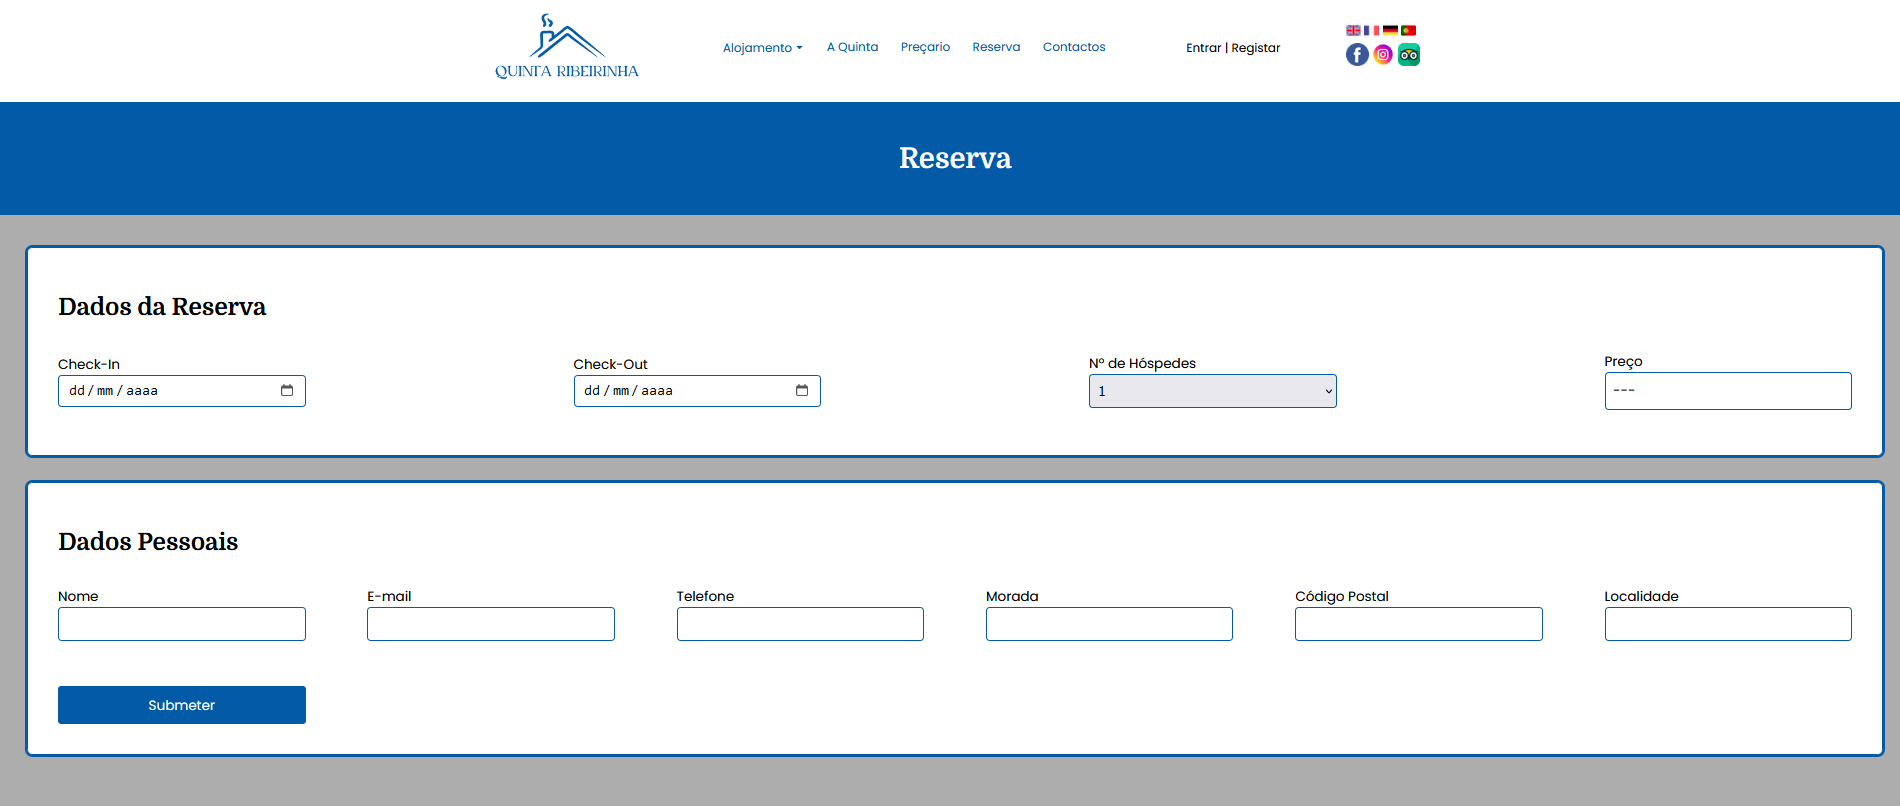 QUINTA RIBEIRINHA
Alojamento A Quinta Preçario Reserva Contactos Entrar | Registar
Reserva
Dados da Reserva
Check-In Check-Out Nº de Hóspedes Preço
dd / mm / aaaa dd / mm / aaaa 1 ---
Dados Pessoais
Nome E-mail Telefone Morada Código Postal Localidade
Submeter